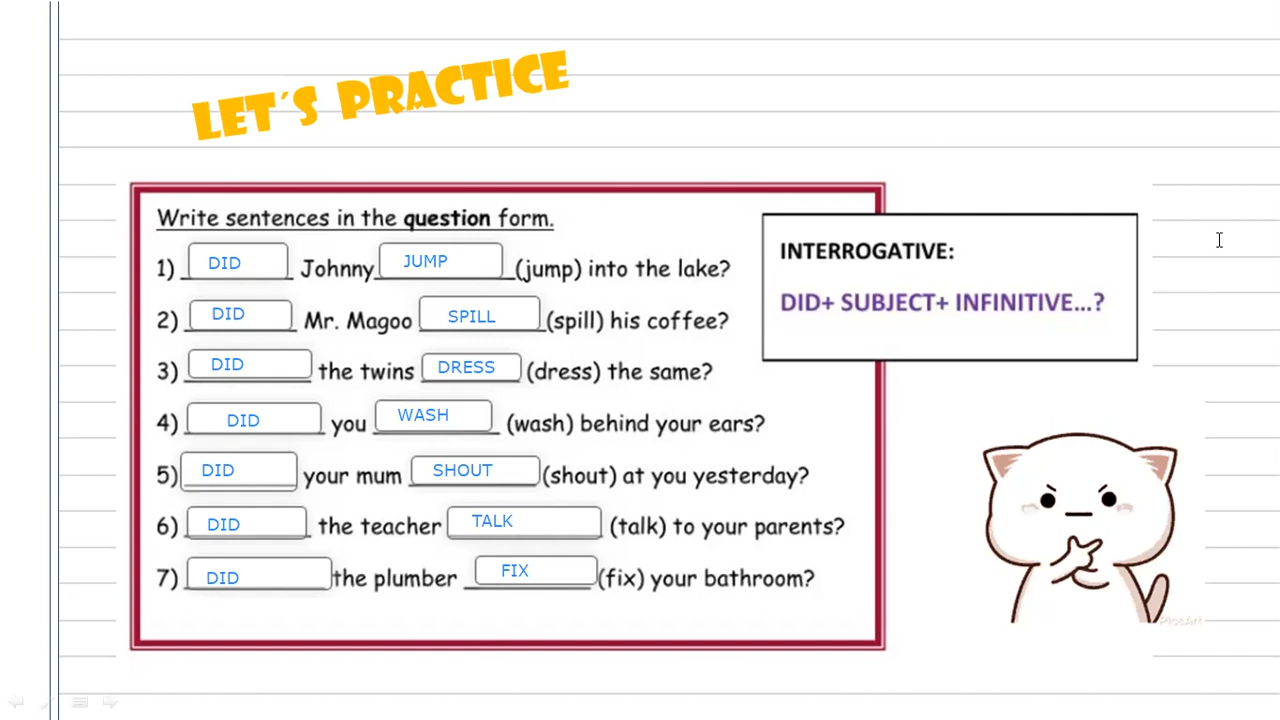 LET´S PRACTICE
Write sentences in the question form.
1) DID Johnny JUMP (jump) into the lake?
2) DID Mr. Magoo SPILL (spill) his coffee?
3) DID the twins DRESS (dress) the same?
4) DID you WASH (wash) behind your ears?
5) DID your mum SHOUT (shout) at you yesterday?
6) DID the teacher TALK (talk) to your parents?
7) DID the plumber FIX (fix) your bathroom?
INTERROGATIVE:
DID+ SUBJECT+ INFINITIVE...?
PicsArt